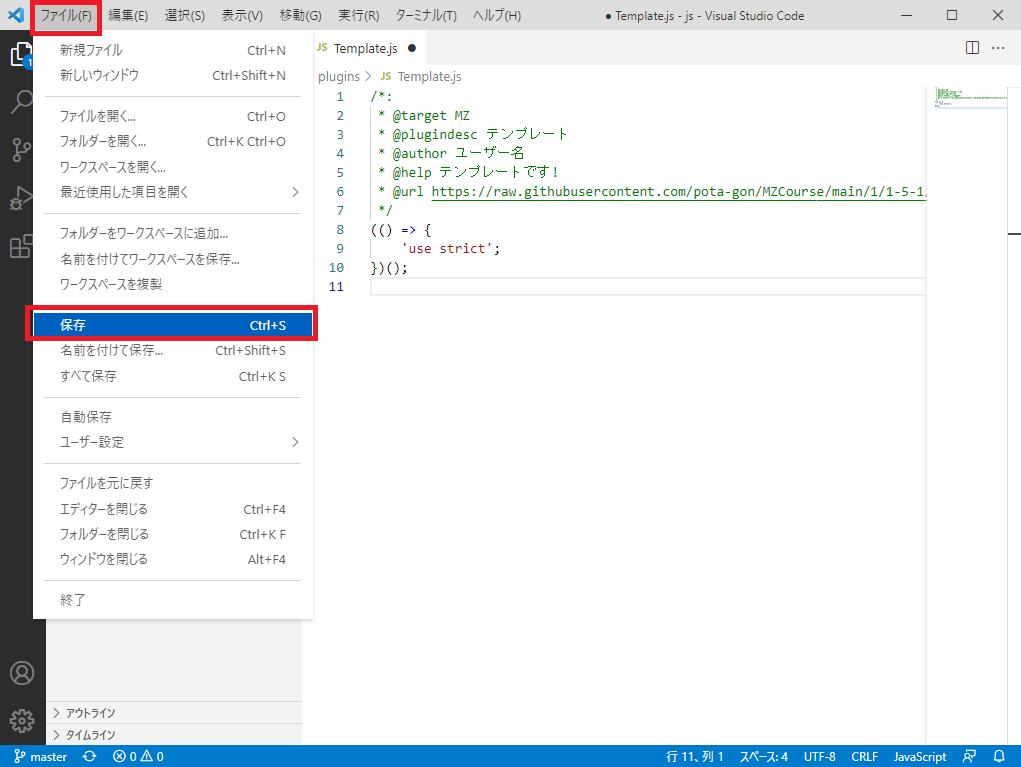 ファイル(F) 編集(E) 選択(S) 表示(V) 移動(G) 実行(R) ターミナル(T) ヘルプ(H) ● Template.js - js - Visual Studio Code
新規ファイル Ctrl+N
新しいウィンドウ Ctrl+Shift+N
ファイルを開く... Ctrl+O
フォルダーを開く... Ctrl+K Ctrl+O
ワークスペースを開く...
最近使用した項目を開く
フォルダーをワークスペースに追加...
名前を付けてワークスペースを保存...
ワークスペースを複製
保存 Ctrl+S
名前を付けて保存... Ctrl+Shift+S
すべて保存 Ctrl+K S
自動保存
ユーザー設定
ファイルを元に戻す
エディターを閉じる Ctrl+F4
フォルダーを閉じる Ctrl+K F
ウィンドウを閉じる Alt+F4
終了
1
JS Template.js ●
plugins > JS Template.js
1 /*:
2 * @target MZ
3 * @plugindesc テンプレート
4 * @author ユーザー名
5 * @help テンプレートです!
6 * @url https://raw.githubusercontent.com/pota-gon/MZCourse/main/1/1-5-1/
7 */
8 (() => {
9 'use strict';
10 })();
11
アウトライン
タイムライン
master 0 0 行 11、列 1 スペース: 4 UTF-8 CRLF JavaScript